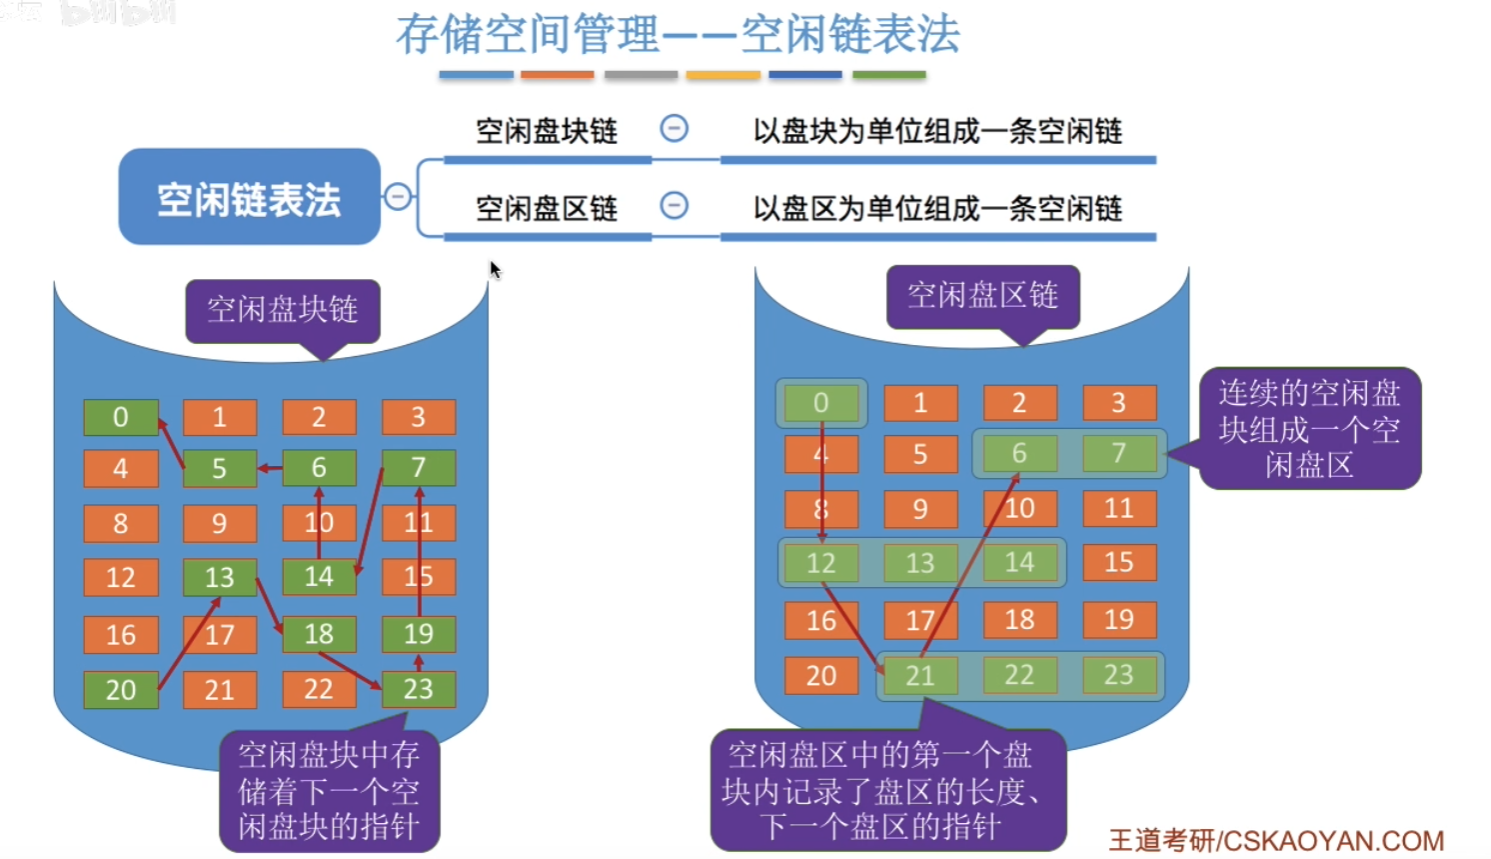 存储空间管理——空闲链表法
空闲链表法
空闲盘块链
以盘块为单位组成一条空闲链
空闲盘区链
以盘区为单位组成一条空闲链
空闲盘块链
0 1 2 3
4 5 6 7
8 9 10 11
12 13 14 15
16 17 18 19
20 21 22 23
空闲盘块中存
储着下一个空
闲盘块的指针
空闲盘区链
0 1 2 3
4 5 6 7
8 9 10 11
12 13 14 15
16 17 18 19
20 21 22 23
连续的空闲盘
块组成一个空
闲盘区
空闲盘区中的第一个盘
块内记录了盘区的长度、
下一个盘区的指针
王道考研/CSKAOYAN.COM